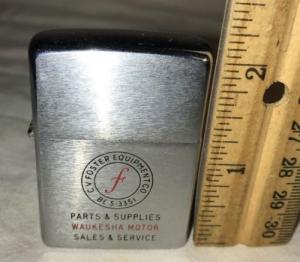 C.V. FOSTER EQUIPMENT CO
f
BL 5-3351
PARTS & SUPPLIES
WAUKESHA MOTOR
SALES & SERVICE
2
1
28
29
30